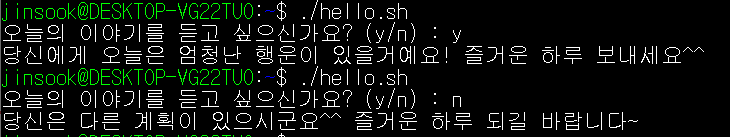 jinsook@DESKTOP-VG22TU0:~$ ./hello.sh
오늘의 이야기를 듣고 싶으신가요? (y/n) : y
당신에게 오늘은 엄청난 행운이 있을거예요! 즐거운 하루 보내세요^^
jinsook@DESKTOP-VG22TU0:~$ ./hello.sh
오늘의 이야기를 듣고 싶으신가요? (y/n) : n
당신은 다른 계획이 있으시군요^^ 즐거운 하루 되길 바랍니다~